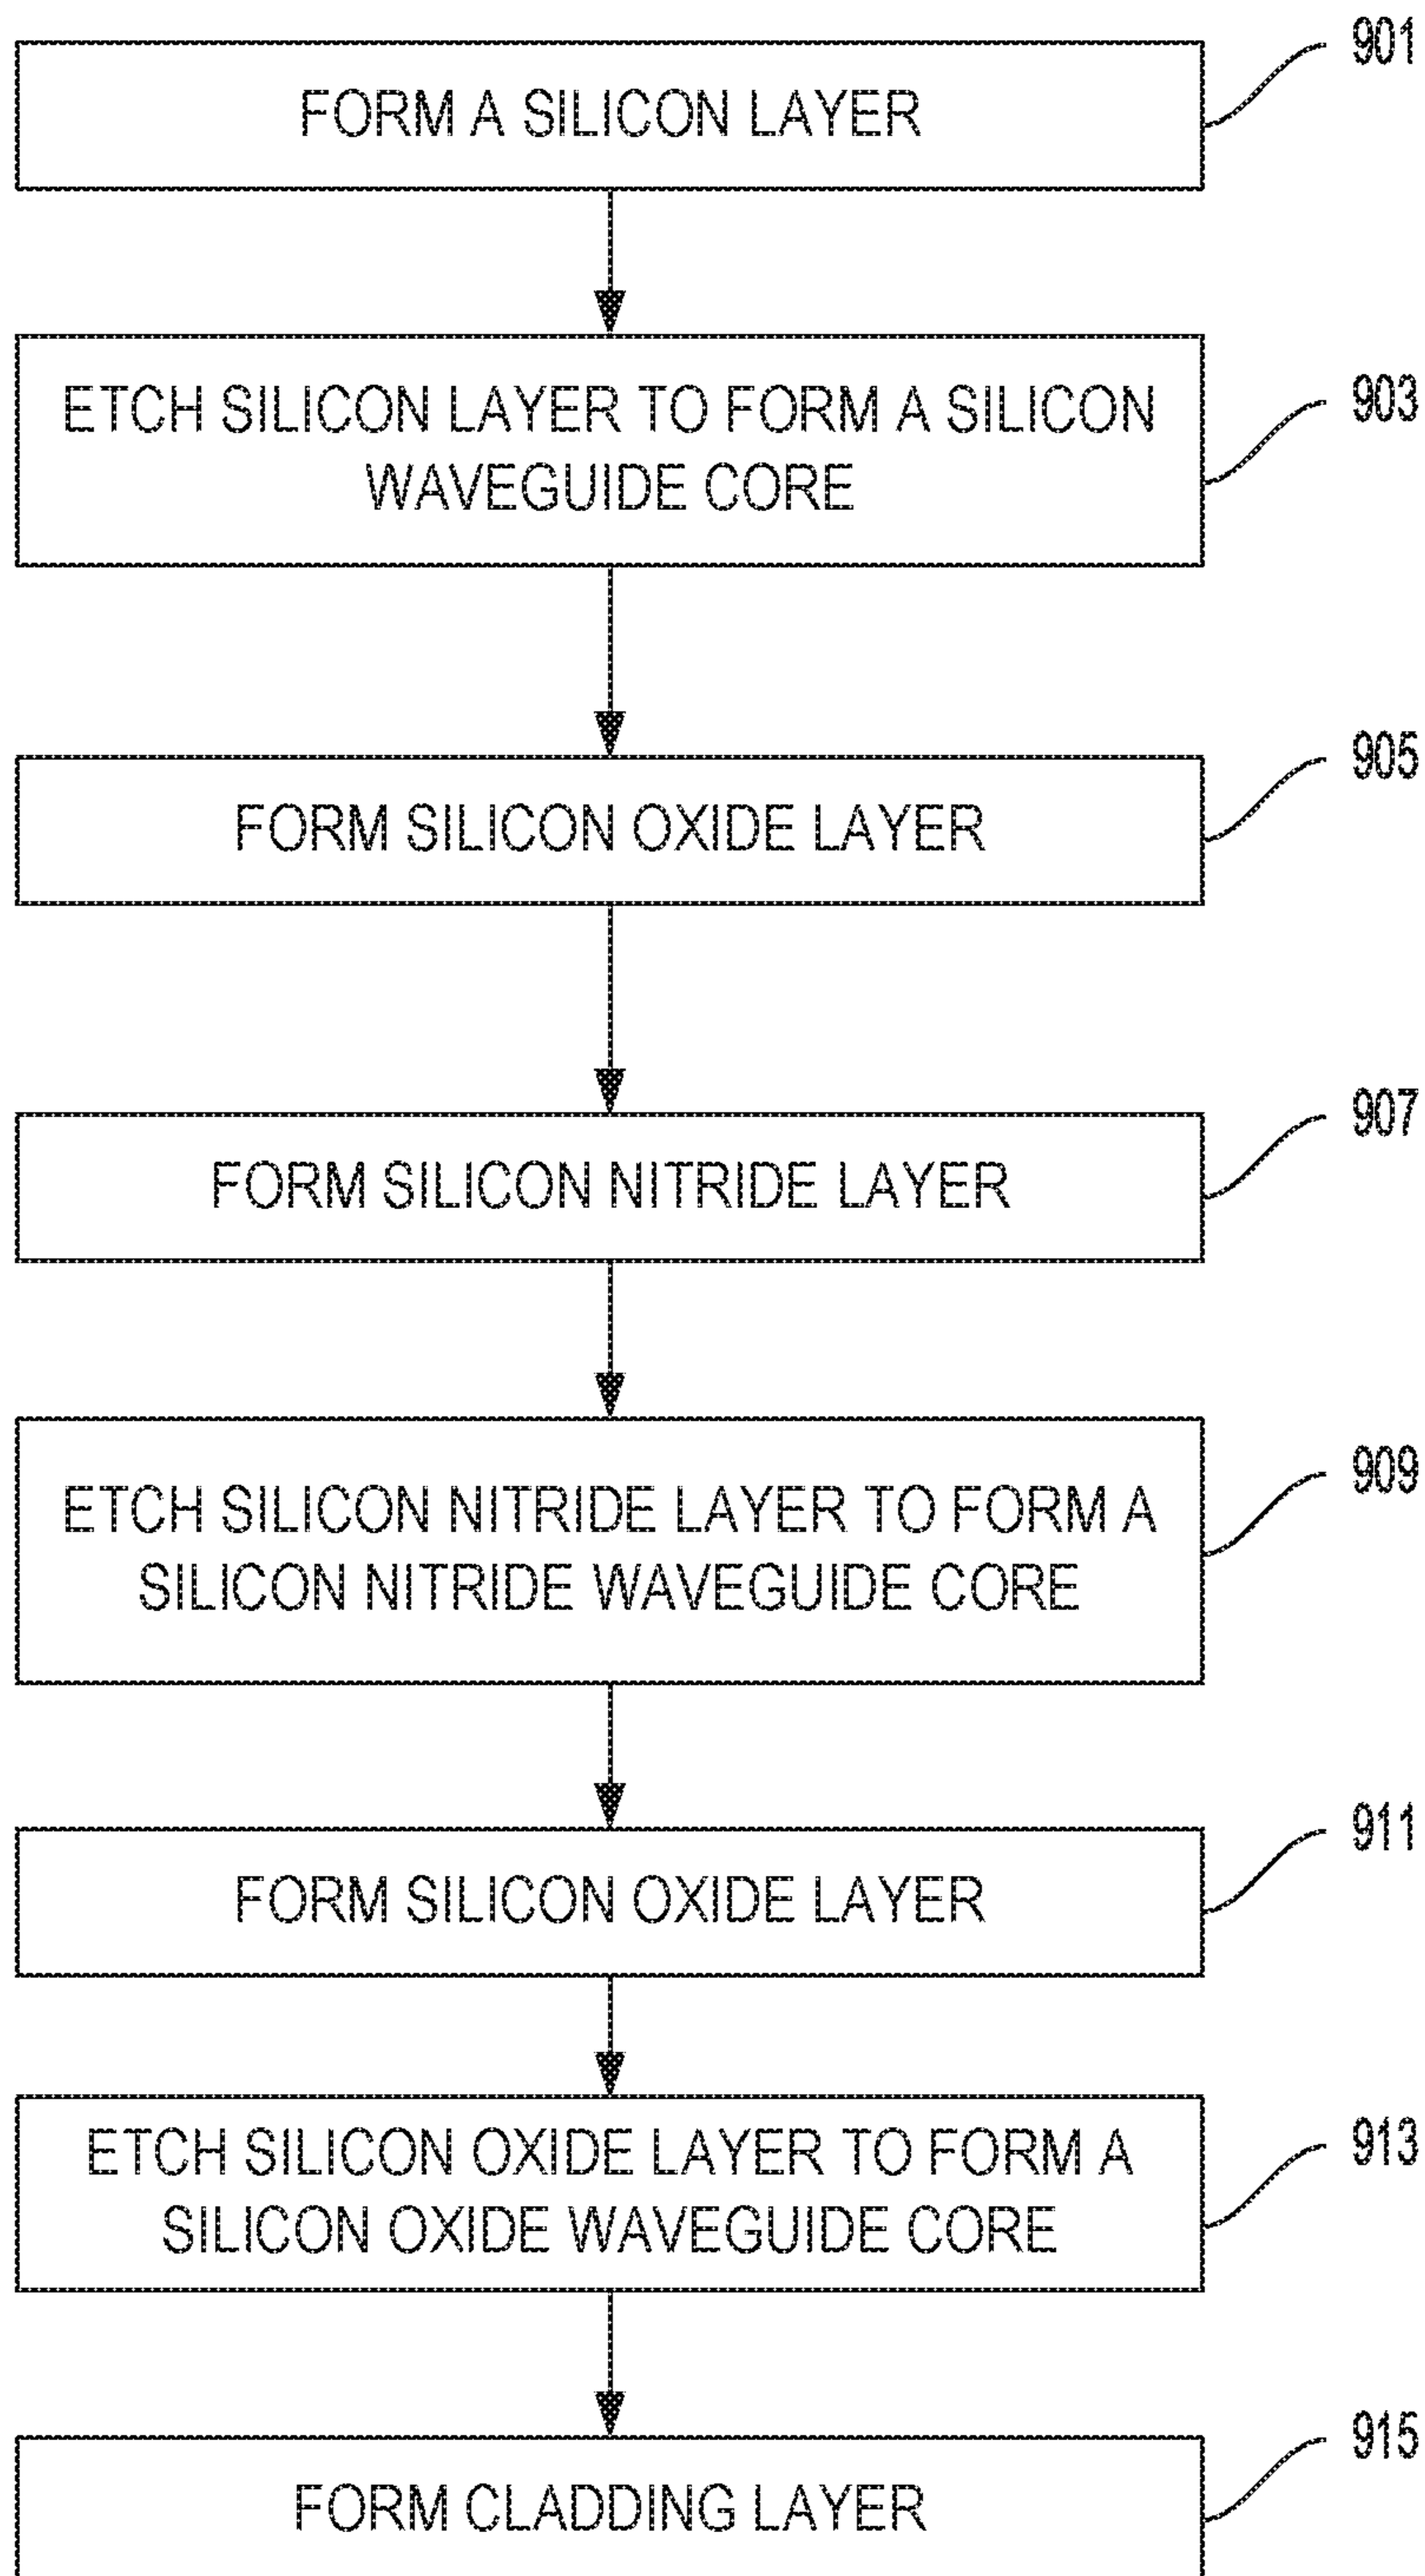 901
FORM A SILICON LAYER
903
ETCH SILICON LAYER TO FORM A SILICON
WAVEGUIDE CORE
905
FORM SILICON OXIDE LAYER
907
FORM SILICON NITRIDE LAYER
909
ETCH SILICON NITRIDE LAYER TO FORM A
SILICON NITRIDE WAVEGUIDE CORE
911
FORM SILICON OXIDE LAYER
913
ETCH SILICON OXIDE LAYER TO FORM A
SILICON OXIDE WAVEGUIDE CORE
915
FORM CLADDING LAYER